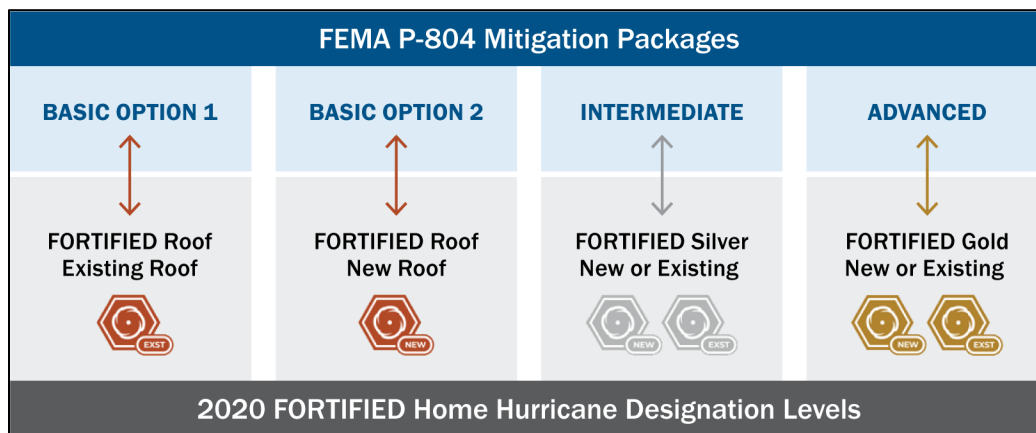 FEMA P-804 Mitigation Packages
BASIC OPTION 1
BASIC OPTION 2
INTERMEDIATE
ADVANCED
FORTIFIED Roof
Existing Roof
FORTIFIED Roof
New Roof
FORTIFIED Silver
New or Existing
FORTIFIED Gold
New or Existing
EXST
NEW
NEW
EXST
NEW
EXST
2020 FORTIFIED Home Hurricane Designation Levels